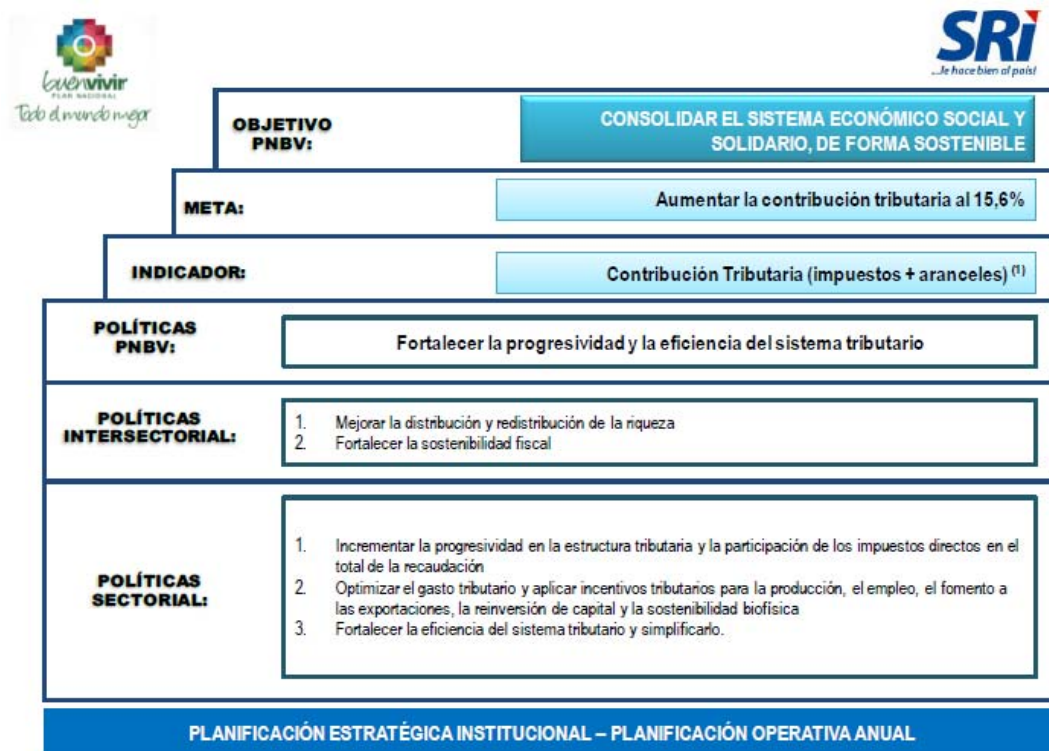 buenvivir
PLAN NACIONAL
Todo el mundo mejor
SRi
...le hace bien al país!
OBJETIVO
PNBV:
CONSOLIDAR EL SISTEMA ECONÓMICO SOCIAL Y
SOLIDARIO, DE FORMA SOSTENIBLE
META:
Aumentar la contribución tributaria al 15,6%
INDICADOR:
Contribución Tributaria (impuestos + aranceles) (1)
POLÍTICAS
PNBV:
Fortalecer la progresividad y la eficiencia del sistema tributario
POLÍTICAS
INTERSECTORIAL:
1. Mejorar la distribución y redistribución de la riqueza
2. Fortalecer la sostenibilidad fiscal
POLÍTICAS
SECTORIAL:
1. Incrementar la progresividad en la estructura tributaria y la participación de los impuestos directos en el
total de la recaudación
2. Optimizar el gasto tributario y aplicar incentivos tributarios para la producción, el empleo, el fomento a
las exportaciones, la reinversión de capital y la sostenibilidad biofísica
3. Fortalecer la eficiencia del sistema tributario y simplificarlo.
PLANIFICACIÓN ESTRATÉGICA INSTITUCIONAL – PLANIFICACIÓN OPERATIVA ANUAL